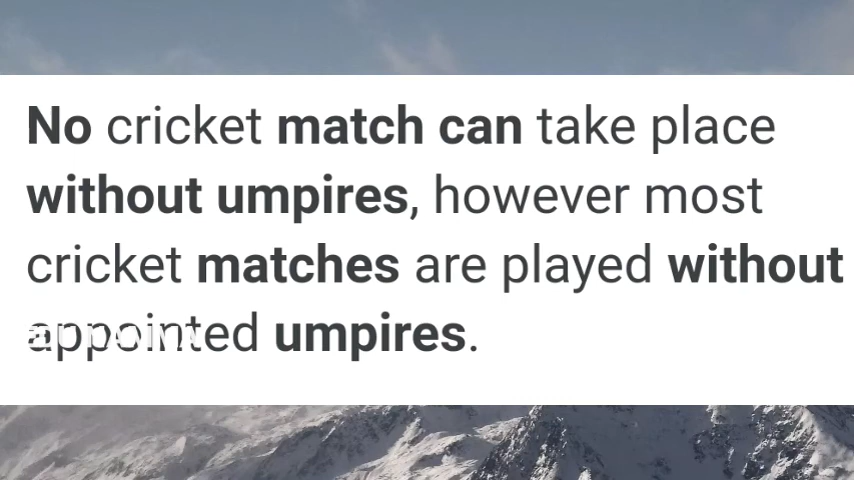 No cricket match can take place
without umpires, however most
cricket matches are played without
appointed umpires.